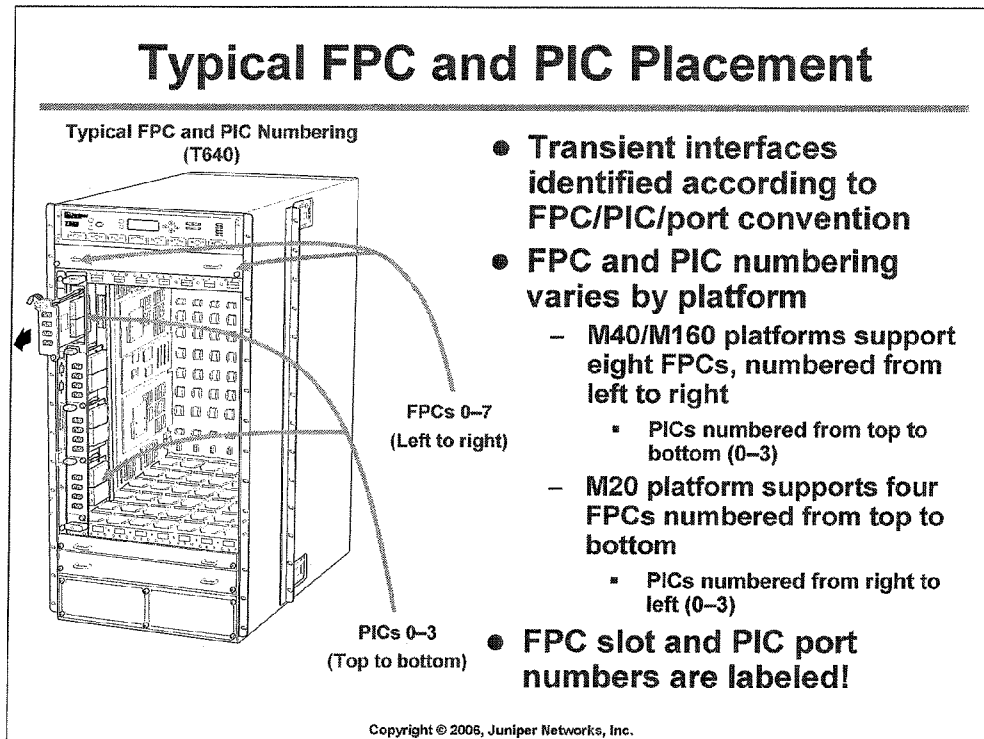 Typical FPC and PIC Placement
Typical FPC and PIC Numbering
(T640)
FPCs 0–7
(Left to right)
PICs 0–3
(Top to bottom)
● Transient interfaces
identified according to
FPC/PIC/port convention
● FPC and PIC numbering
varies by platform
– M40/M160 platforms support
eight FPCs, numbered from
left to right
▪ PICs numbered from top to
bottom (0–3)
– M20 platform supports four
FPCs numbered from top to
bottom
▪ PICs numbered from right to
left (0–3)
● FPC slot and PIC port
numbers are labeled!
Copyright © 2006, Juniper Networks, Inc.